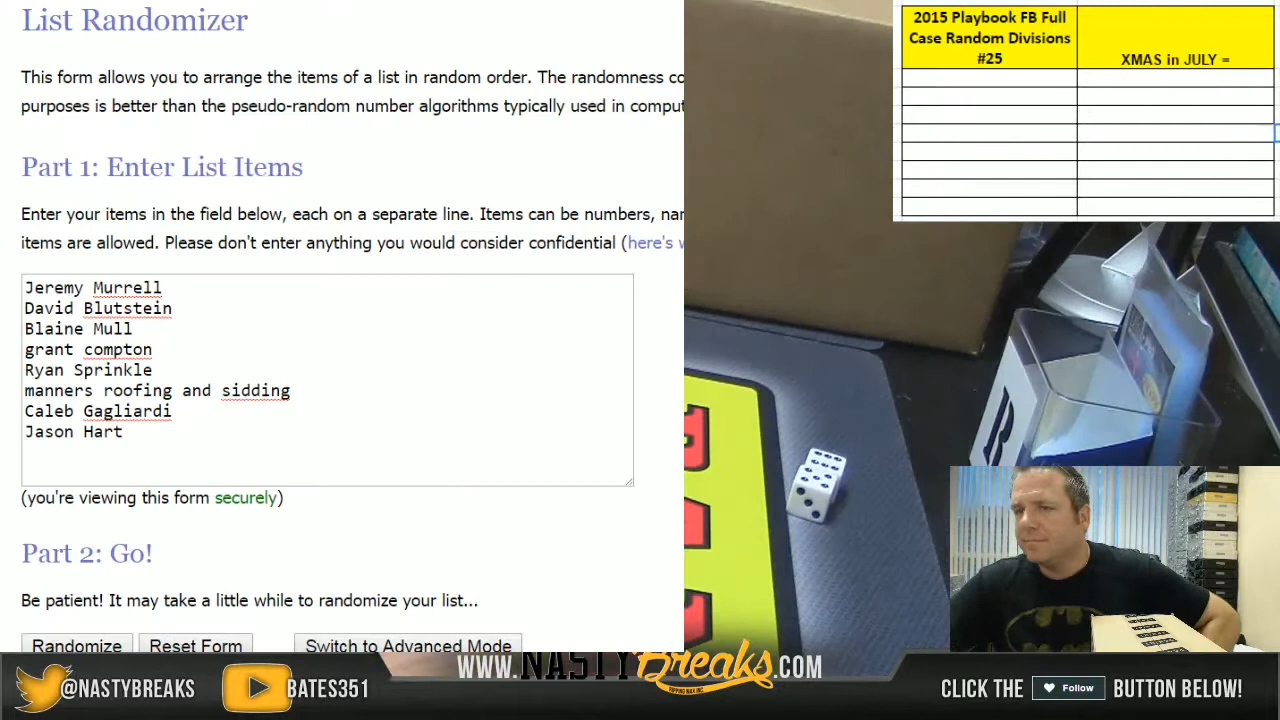 List Randomizer
This form allows you to arrange the items of a list in random order. The randomness co
purposes is better than the pseudo-random number algorithms typically used in comput
Part 1: Enter List Items
Enter your items in the field below, each on a separate line. Items can be numbers, nar
items are allowed. Please don't enter anything you would consider confidential (here's w
Jeremy Murrell
David Blutstein
Blaine Mull
grant compton
Ryan Sprinkle
manners roofing and sidding
Caleb Gagliardi
Jason Hart
(you're viewing this form securely)
Part 2: Go!
Be patient! It may take a little while to randomize your list...
Randomize Reset Form Switch to Advanced Mode
2015 Playbook FB Full
Case Random Divisions
#25
XMAS in JULY =
@NASTYBREAKS
BATES351
WWW.NASTYBreaks.COM
RIPPING WAX INC.
CLICK THE Follow BUTTON BELOW!